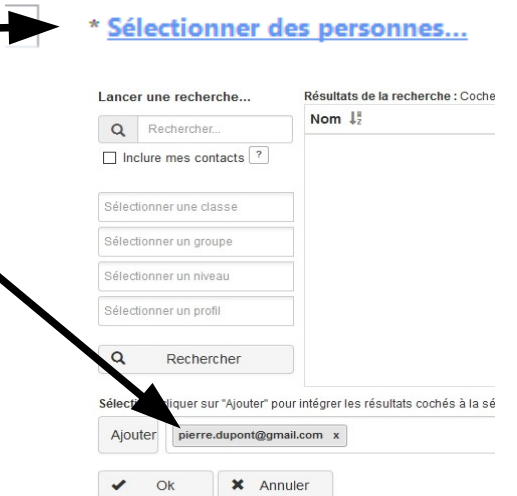 * Sélectionner des personnes...
Lancer une recherche...
Résultats de la recherche : Coche
Rechercher...
Nom
Inclure mes contacts ?
Sélectionner une classe
Sélectionner un groupe
Sélectionner un niveau
Sélectionner un profil
Rechercher
cliquer sur "Ajouter" pour intégrer les résultats cochés à la sé
Ajouter pierre.dupont@gmail.com x
Ok Annuler